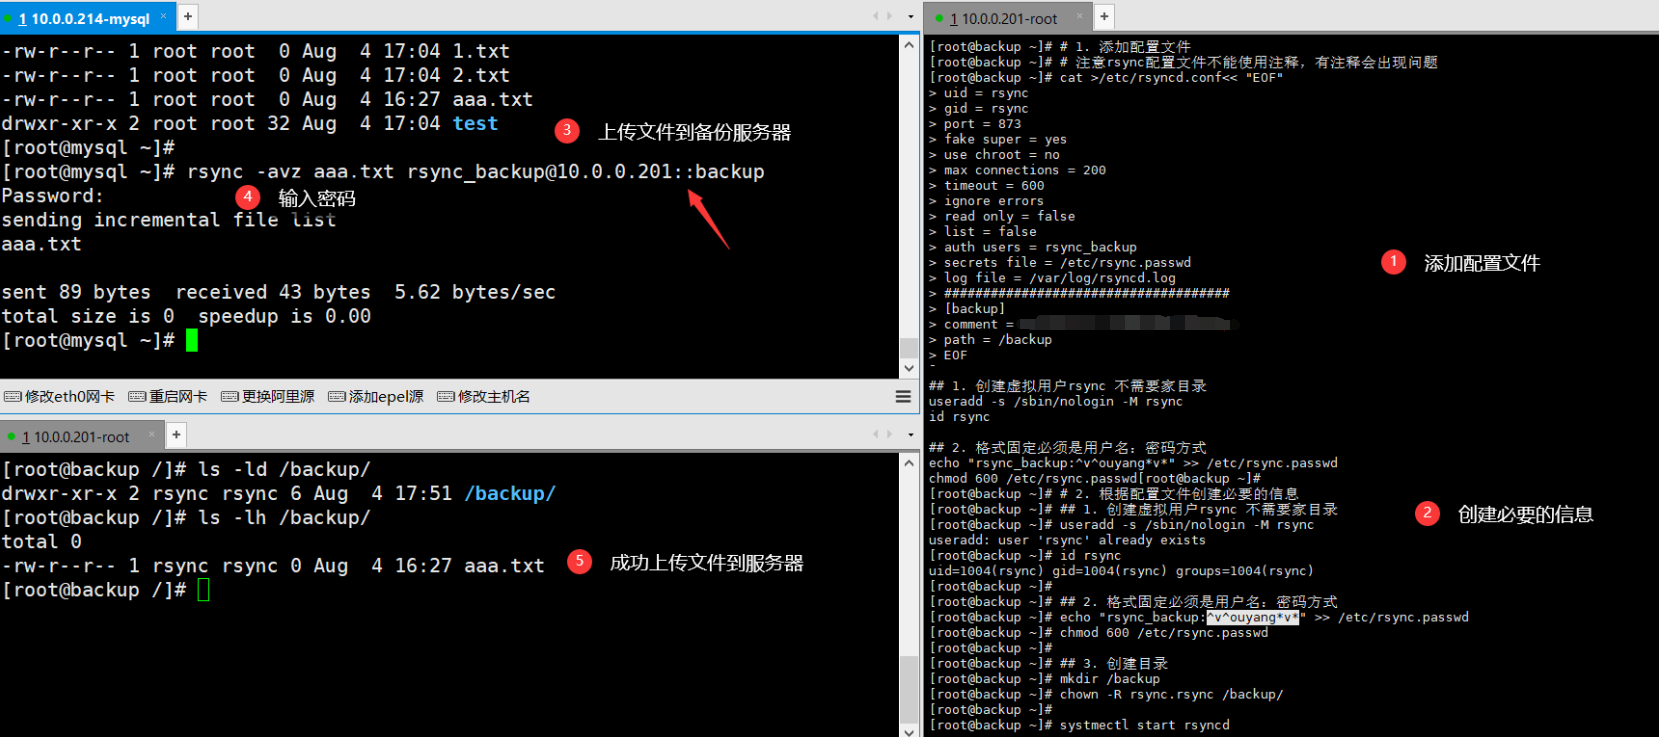 1 10.0.0.214-mysql × +
-rw-r--r-- 1 root root  0 Aug  4 17:04 1.txt
-rw-r--r-- 1 root root  0 Aug  4 17:04 2.txt
-rw-r--r-- 1 root root  0 Aug  4 16:27 aaa.txt
drwxr-xr-x 2 root root 32 Aug  4 17:04 test
3 上传文件到备份服务器
[root@mysql ~]#
[root@mysql ~]# rsync -avz aaa.txt rsync_backup@10.0.0.201::backup
Password:
4 输入密码
sending incremental file list
aaa.txt
sent 89 bytes  received 43 bytes  5.62 bytes/sec
total size is 0  speedup is 0.00
[root@mysql ~]#
修改eth0网卡 重启网卡 更换阿里源 添加epel源 修改主机名
1 10.0.0.201-root × +
[root@backup /]# ls -ld /backup/
drwxr-xr-x 2 rsync rsync 6 Aug  4 17:51 /backup/
[root@backup /]# ls -lh /backup/
total 0
-rw-r--r-- 1 rsync rsync 0 Aug  4 16:27 aaa.txt
5 成功上传文件到服务器
[root@backup /]#
1 10.0.0.201-root × +
[root@backup ~]# # 1. 添加配置文件
[root@backup ~]# # 注意rsync配置文件不能使用注释, 有注释会出现问题
[root@backup ~]# cat >/etc/rsyncd.conf<< "EOF"
> uid = rsync
> gid = rsync
> port = 873
> fake super = yes
> use chroot = no
> max connections = 200
> timeout = 600
> ignore errors
> read only = false
> list = false
> auth users = rsync_backup
> secrets file = /etc/rsync.passwd
1 添加配置文件
> log file = /var/log/rsyncd.log
> #####################################
> [backup]
> comment =
> path = /backup
> EOF
## 1. 创建虚拟用户rsync 不需要家目录
useradd -s /sbin/nologin -M rsync
id rsync
## 2. 格式固定必须是用户名: 密码方式
echo "rsync_backup:^v^ouyang*v*" >> /etc/rsync.passwd
chmod 600 /etc/rsync.passwd[root@backup ~]#
[root@backup ~]# # 2. 根据配置文件创建必要的信息
[root@backup ~]# ## 1. 创建虚拟用户rsync 不需要家目录
2 创建必要的信息
[root@backup ~]# useradd -s /sbin/nologin -M rsync
useradd: user 'rsync' already exists
[root@backup ~]# id rsync
uid=1004(rsync) gid=1004(rsync) groups=1004(rsync)
[root@backup ~]#
[root@backup ~]# ## 2. 格式固定必须是用户名: 密码方式
[root@backup ~]# echo "rsync_backup:^v^ouyang*v*" >> /etc/rsync.passwd
[root@backup ~]# chmod 600 /etc/rsync.passwd
[root@backup ~]#
[root@backup ~]# ## 3. 创建目录
[root@backup ~]# mkdir /backup
[root@backup ~]# chown -R rsync.rsync /backup/
[root@backup ~]#
[root@backup ~]# systmectl start rsyncd